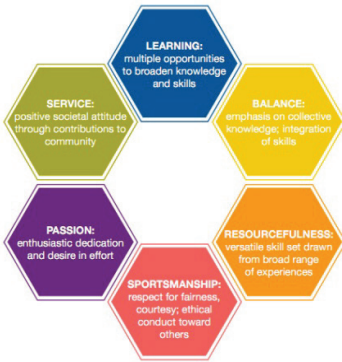 LEARNING:
multiple opportunities
to broaden knowledge
and skills
BALANCE:
emphasis on collective
knowledge; integration
of skills
RESOURCEFULNESS:
versatile skill set drawn
from broad range
of experiences
SPORTSMANSHIP:
respect for fairness,
courtesy; ethical
conduct toward
others
PASSION:
enthusiastic dedication
and desire in effort
SERVICE:
positive societal attitude
through contributions to
community